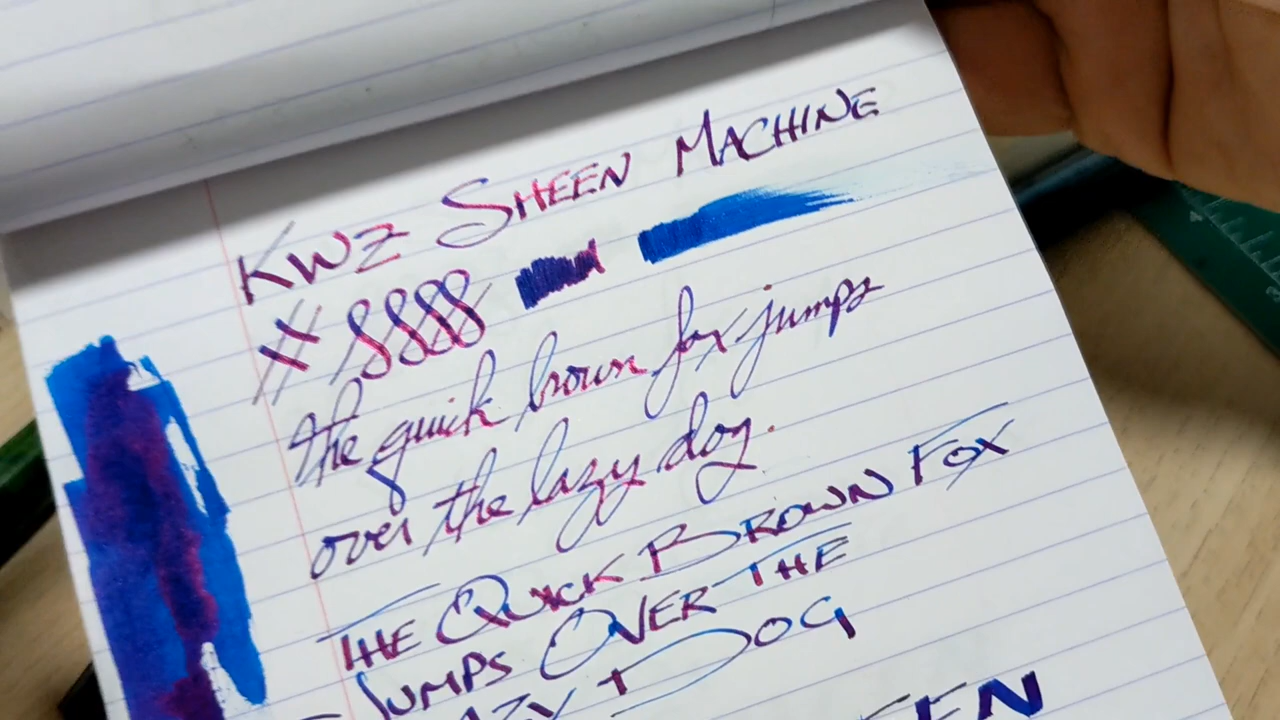 KWZ SHEEN MACHINE
the quick brown fox jumps
over the lazy dog.
THE QUICK BROWN FOX
JUMPS OVER THE
DOG